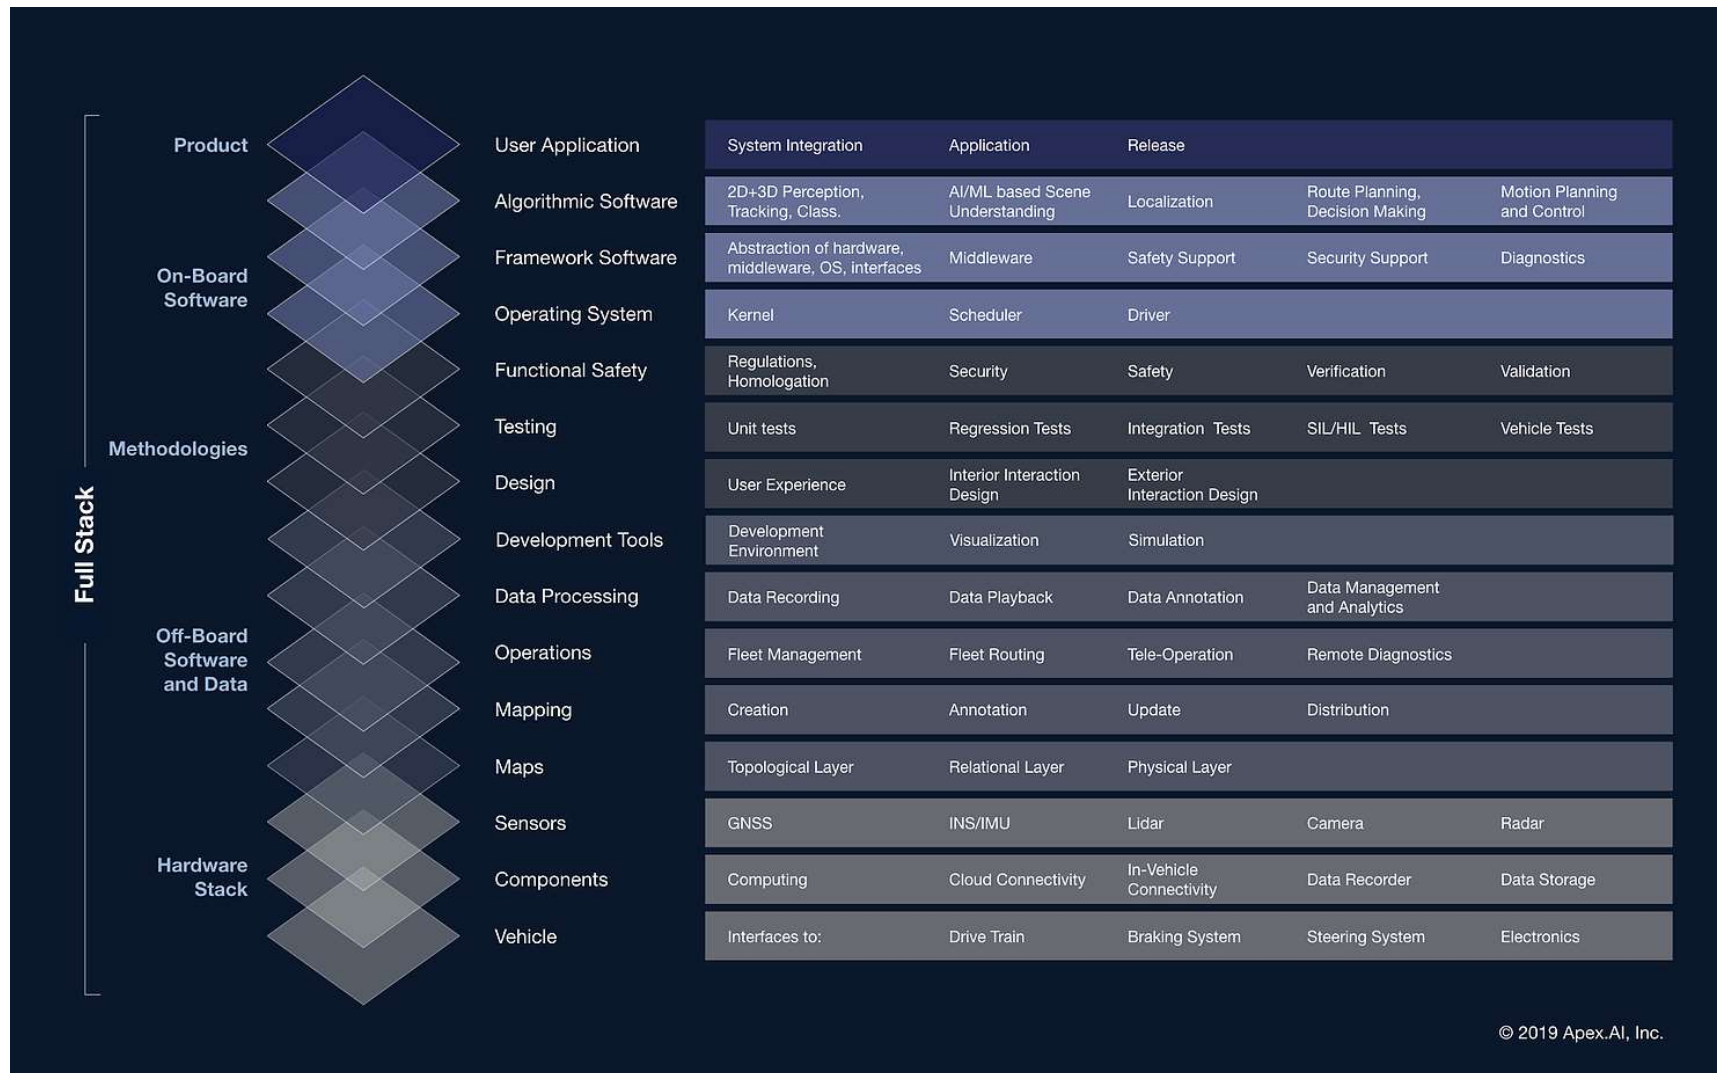 Full Stack
Product
User Application
System Integration
Application
Release
Algorithmic Software
2D+3D Perception,
Tracking, Class.
AI/ML based Scene
Understanding
Localization
Route Planning,
Decision Making
Motion Planning
and Control
On-Board
Software
Framework Software
Abstraction of hardware,
middleware, OS, interfaces
Middleware
Safety Support
Security Support
Diagnostics
Operating System
Kernel
Scheduler
Driver
Methodologies
Functional Safety
Regulations,
Homologation
Security
Safety
Verification
Validation
Testing
Unit tests
Regression Tests
Integration Tests
SIL/HIL Tests
Vehicle Tests
Design
User Experience
Interior Interaction
Design
Exterior
Interaction Design
Off-Board
Software
and Data
Development Tools
Development
Environment
Visualization
Simulation
Data Processing
Data Recording
Data Playback
Data Annotation
Data Management
and Analytics
Operations
Fleet Management
Fleet Routing
Tele-Operation
Remote Diagnostics
Mapping
Creation
Annotation
Update
Distribution
Maps
Topological Layer
Relational Layer
Physical Layer
Hardware
Stack
Sensors
GNSS
INS/IMU
Lidar
Camera
Radar
Components
Computing
Cloud Connectivity
In-Vehicle
Connectivity
Data Recorder
Data Storage
Vehicle
Interfaces to:
Drive Train
Braking System
Steering System
Electronics
© 2019 Apex.AI, Inc.